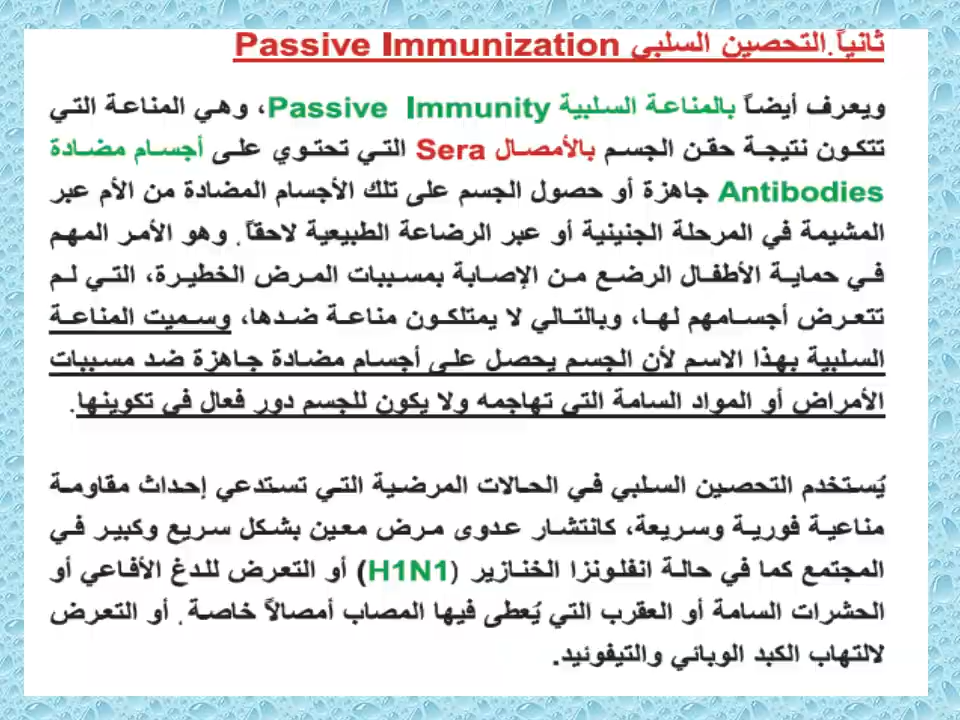 ثانياً.التحصين السلبي Passive Immunization
ويعرف أيضاً بالمناعة السلبية Passive Immunity، وهي المناعة التي
تتكون نتيجة حقن الجسم بالأمصال Sera التي تحتوي على أجسام مضادة
Antibodies جاهزة أو حصول الجسم على تلك الأجسام المضادة من الأم عبر
المشيمة في المرحلة الجنينية أو عبر الرضاعة الطبيعية لاحقاً. وهو الأمر المهم
في حماية الأطفال الرضع من الإصابة بمسببات المرض الخطيرة، التي لم
تتعرض أجسامهم لها، وبالتالي لا يمتلكون مناعة ضدها، وسميت المناعة
السلبية بهذا الاسم لأن الجسم يحصل على أجسام مضادة جاهزة ضد مسببات
الأمراض أو المواد السامة التي تهاجمه ولا يكون للجسم دور فعال في تكوينها.
يُستخدم التحصين السلبي في الحالات المرضية التي تستدعي إحداث مقاومة
مناعية فورية وسريعة، كانتشار عدوى مرض معين بشكل سريع وكبير في
المجتمع كما في حالة انفلونزا الخنازير (H1N1) أو التعرض للدغ الأفاعي أو
الحشرات السامة أو العقرب التي يُعطى فيها المصاب أمصالاً خاصة. أو التعرض
لالتهاب الكبد الوبائي والتيفوئيد.